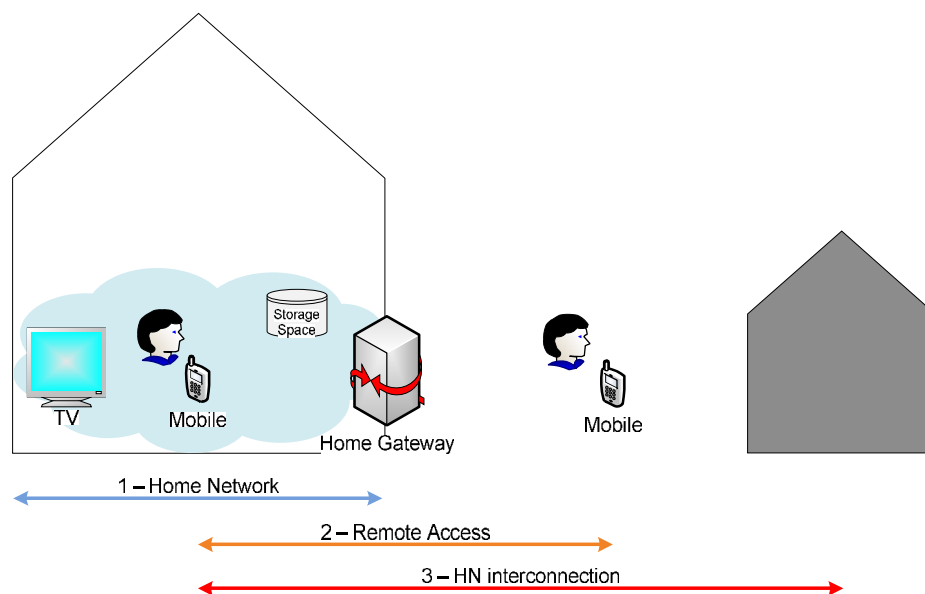 Storage
Space
TV
Mobile
Home Gateway
Mobile
1 – Home Network
2 – Remote Access
3 – HN interconnection